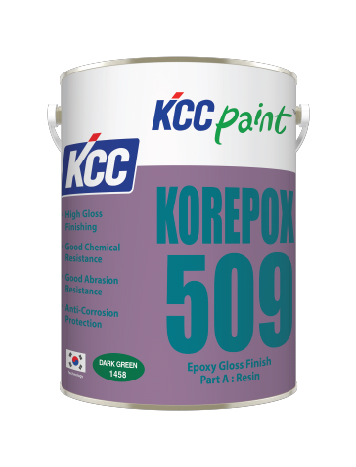 KCC paint
KCC
KOREPOX
509
High Gloss
Finishing
Good Chemical
Resistance
Good Abrasion
Resistance
Anti-Corrosion
Protection
Epoxy Gloss Finish
Part A : Resin
DARK GREEN
1458
Technology